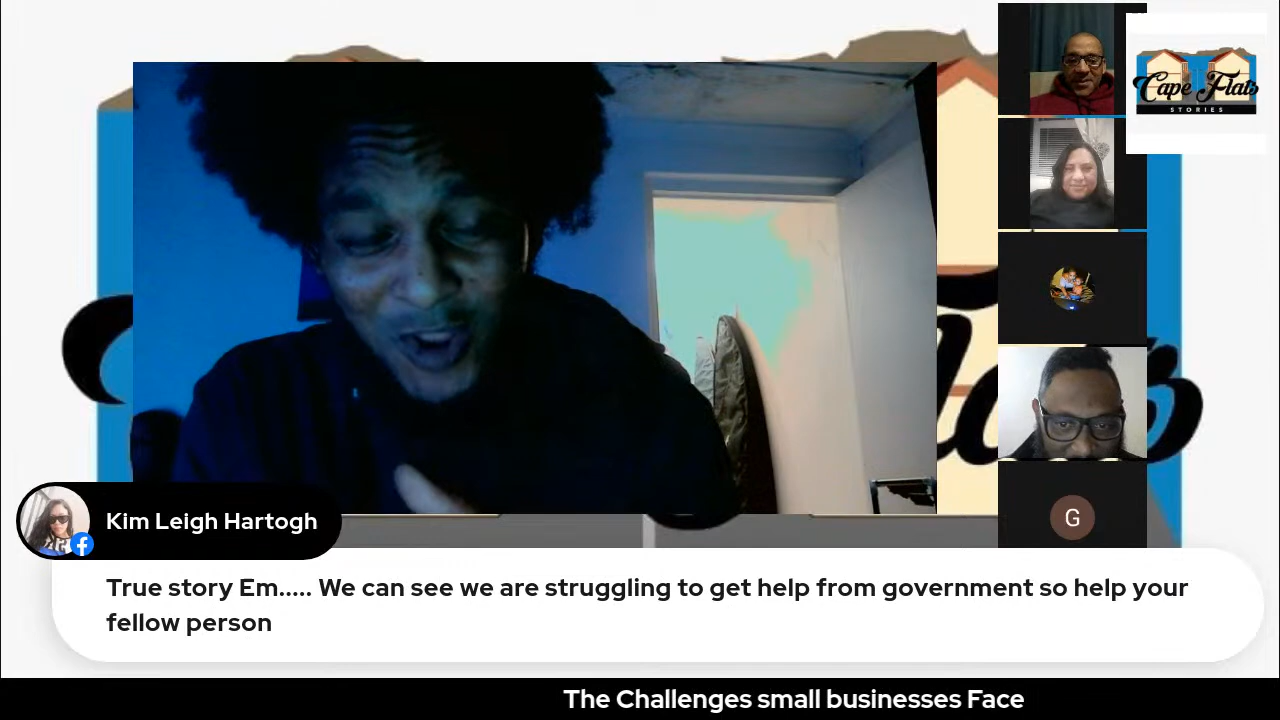 Cape Flats
STORIES
G
Kim Leigh Hartogh
True story Em..... We can see we are struggling to get help from government so help your
fellow person
The Challenges small businesses Face